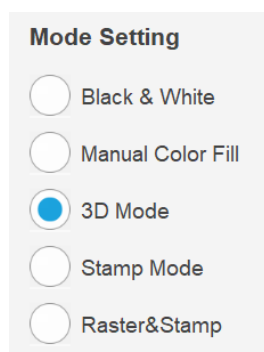 Mode Setting
Black & White
Manual Color Fill
3D Mode
Stamp Mode
Raster&Stamp